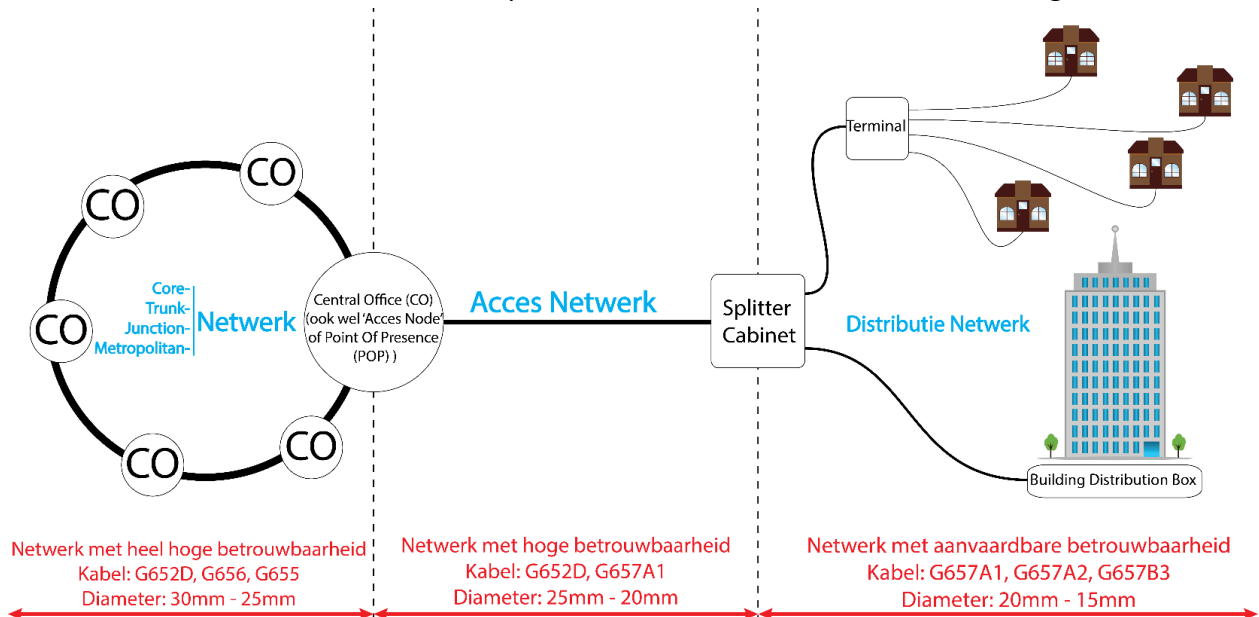 CO
CO
CO
CO
CO
Core-
Trunk-
Junction-
Metropolitan-
Netwerk
Central Office (CO)
(ook wel ‘Acces Node’
of Point Of Presence
(POP) )
Acces Netwerk
Splitter
Cabinet
Terminal
Distributie Netwerk
Building Distribution Box
Netwerk met heel hoge betrouwbaarheid
Kabel: G652D, G656, G655
Diameter: 30mm - 25mm
Netwerk met hoge betrouwbaarheid
Kabel: G652D, G657A1
Diameter: 25mm - 20mm
Netwerk met aanvaardbare betrouwbaarheid
Kabel: G657A1, G657A2, G657B3
Diameter: 20mm - 15mm